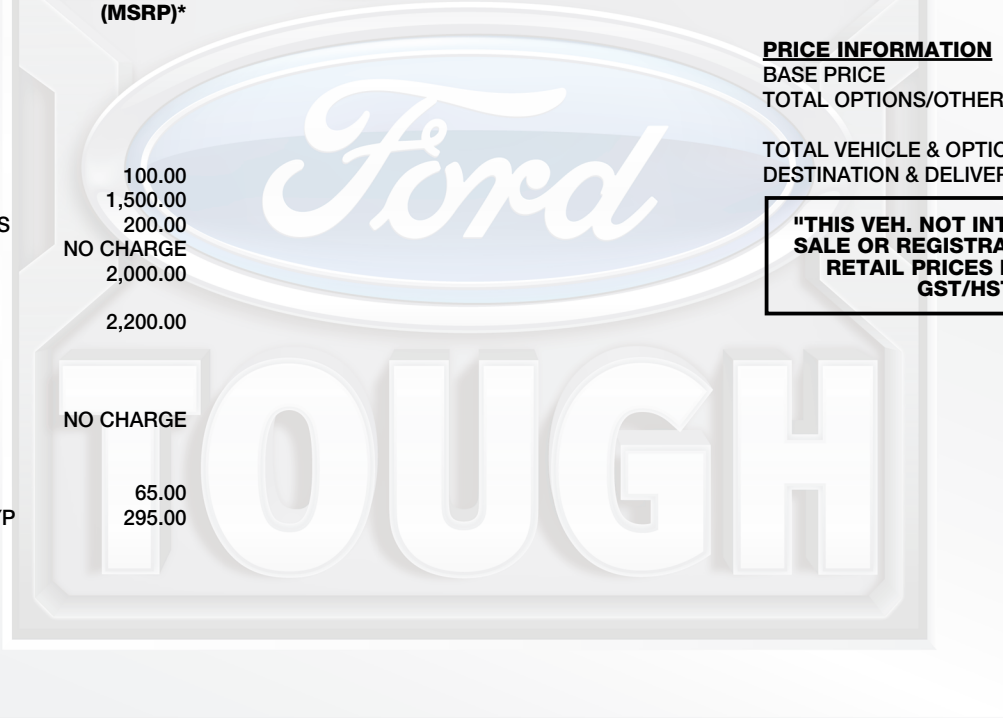 (MSRP)*
100.00
1,500.00
S 200.00
NO CHARGE
2,000.00
2,200.00
NO CHARGE
65.00
YP 295.00
PRICE INFORMATION
BASE PRICE
TOTAL OPTIONS/OTHER
TOTAL VEHICLE & OPTIO
DESTINATION & DELIVER
"THIS VEH. NOT INT
SALE OR REGISTRA
RETAIL PRICES
GST/HST
Ford
TOUGH